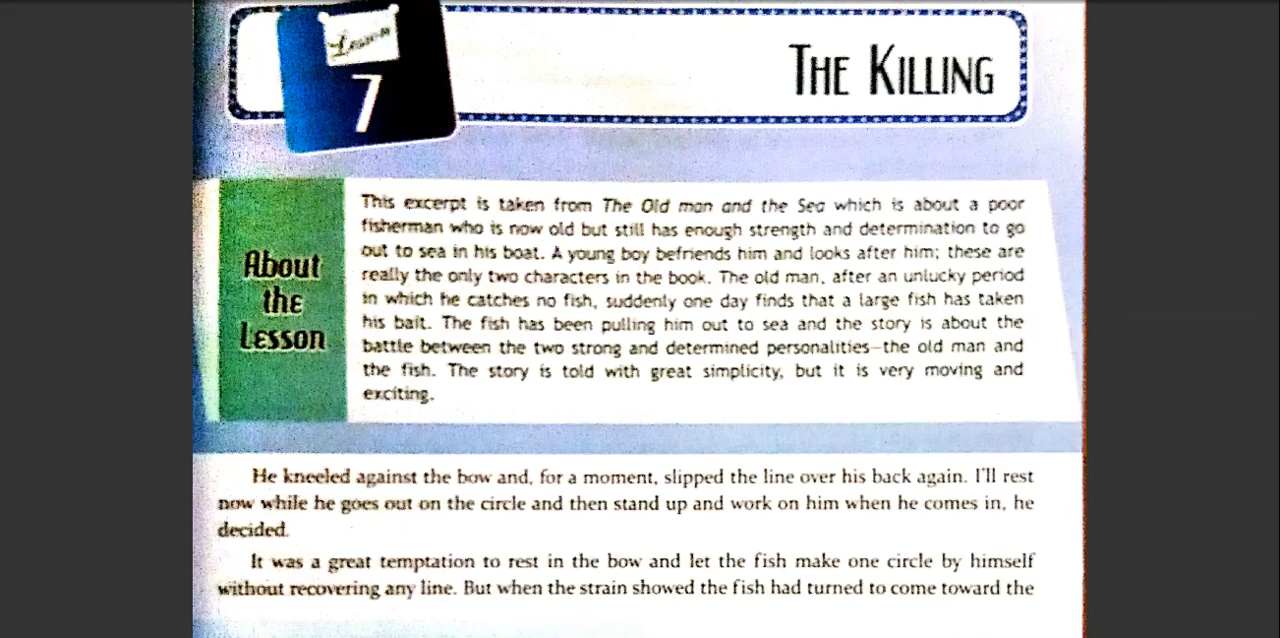 Lesson
7
THE KILLING
About
the
Lesson
This excerpt is taken from The Old man and the Sea which is about a poor
fisherman who is now old but still has enough strength and determination to go
out to sea in his boat. A young boy befriends him and looks after him; these are
really the only two characters in the book. The old man, after an unlucky period
in which he catches no fish, suddenly one day finds that a large fish has taken
his bait. The fish has been pulling him out to sea and the story is about the
battle between the two strong and determined personalities—the old man and
the fish. The story is told with great simplicity, but it is very moving and
exciting.
He kneeled against the bow and, for a moment, slipped the line over his back again. I'll rest
now while he goes out on the circle and then stand up and work on him when he comes in, he
decided.
It was a great temptation to rest in the bow and let the fish make one circle by himself
without recovering any line. But when the strain showed the fish had turned to come toward the